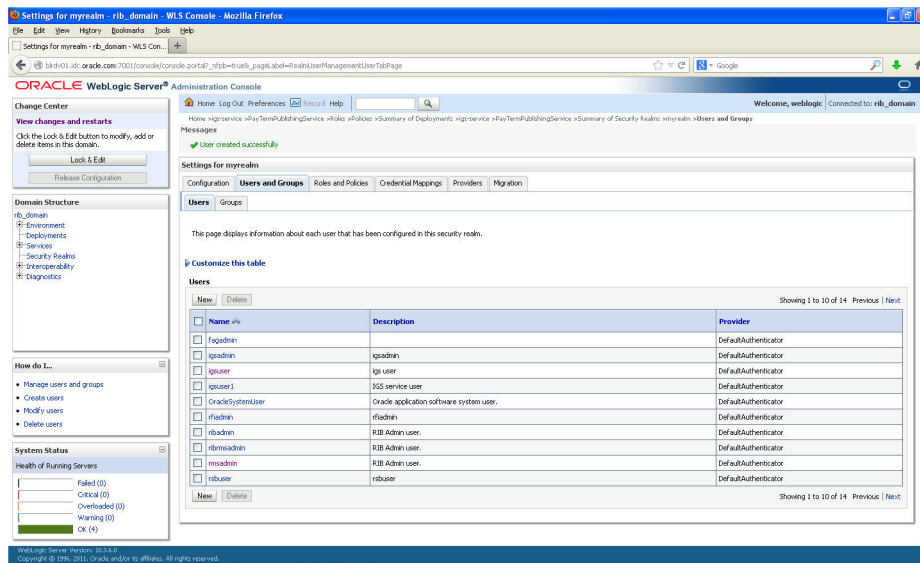 Settings for myrealm - rib_domain - WLS Console - Mozilla Firefox
File Edit View History Bookmarks Tools Help
Settings for myrealm - rib_domain - WLS Con... +
blrdv01.idc.oracle.com:7001/console/console.portal?_nfpb=true&_pageLabel=RealmUserManagementUserTabPage
Google
ORACLE WebLogic Server® Administration Console
Change Center
View changes and restarts
Click the Lock & Edit button to modify, add or
delete items in this domain.
Lock & Edit
Release Configuration
Domain Structure
rib_domain
Environment
Deployments
Services
Security Realms
Interoperability
Diagnostics
How do I...
Manage users and groups
Create users
Modify users
Delete users
System Status
Health of Running Servers
Failed (0)
Critical (0)
Overloaded (0)
Warning (0)
OK (4)
Home Log Out Preferences Record Help
Welcome, weblogic Connected to: rib_domain
Home >igs-service >PayTermPublishingService >Roles >Policies >Summary of Deployments >igs-service >PayTermPublishingService >Summary of Security Realms >myrealm >Users and Groups
Messages
User created successfully
Settings for myrealm
Configuration Users and Groups Roles and Policies Credential Mappings Providers Migration
Users Groups
This page displays information about each user that has been configured in this security realm.
Customize this table
Users
New Delete Showing 1 to 10 of 14 Previous | Next
Name Description Provider
fagadmin DefaultAuthenticator
igsadmin igsadmin DefaultAuthenticator
igsuser igs user DefaultAuthenticator
igsuser1 IGS service user DefaultAuthenticator
OracleSystemUser Oracle application software system user. DefaultAuthenticator
rfiadmin rfiadmin DefaultAuthenticator
ribadmin RIB Admin user. DefaultAuthenticator
ribrmsadmin RIB Admin user. DefaultAuthenticator
rmsadmin RIB Admin user. DefaultAuthenticator
rsbuser rsbuser DefaultAuthenticator
New Delete Showing 1 to 10 of 14 Previous | Next
WebLogic Server Version: 10.3.6.0
Copyright © 1996, 2011, Oracle and/or its affiliates. All rights reserved.